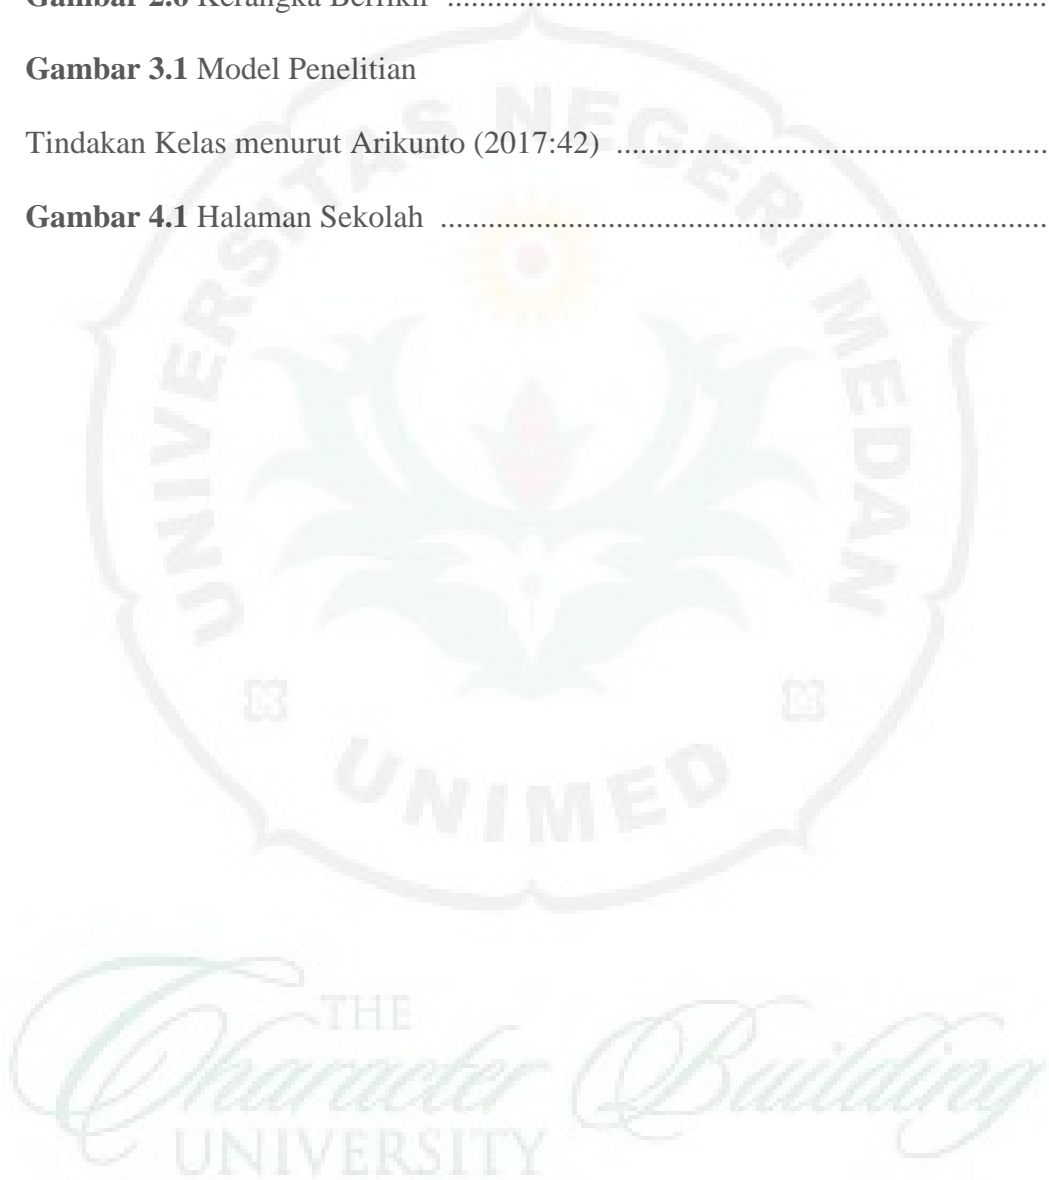 Gambar 2.6 Kerangka Berfikir ....................................................................................
Gambar 3.1 Model Penelitian
Tindakan Kelas menurut Arikunto (2017:42) ......................................................
Gambar 4.1 Halaman Sekolah .............................................................................
UNIVERSITAS NEGERI MEDAN
UNIMED
THE
Character Building
UNIVERSITY